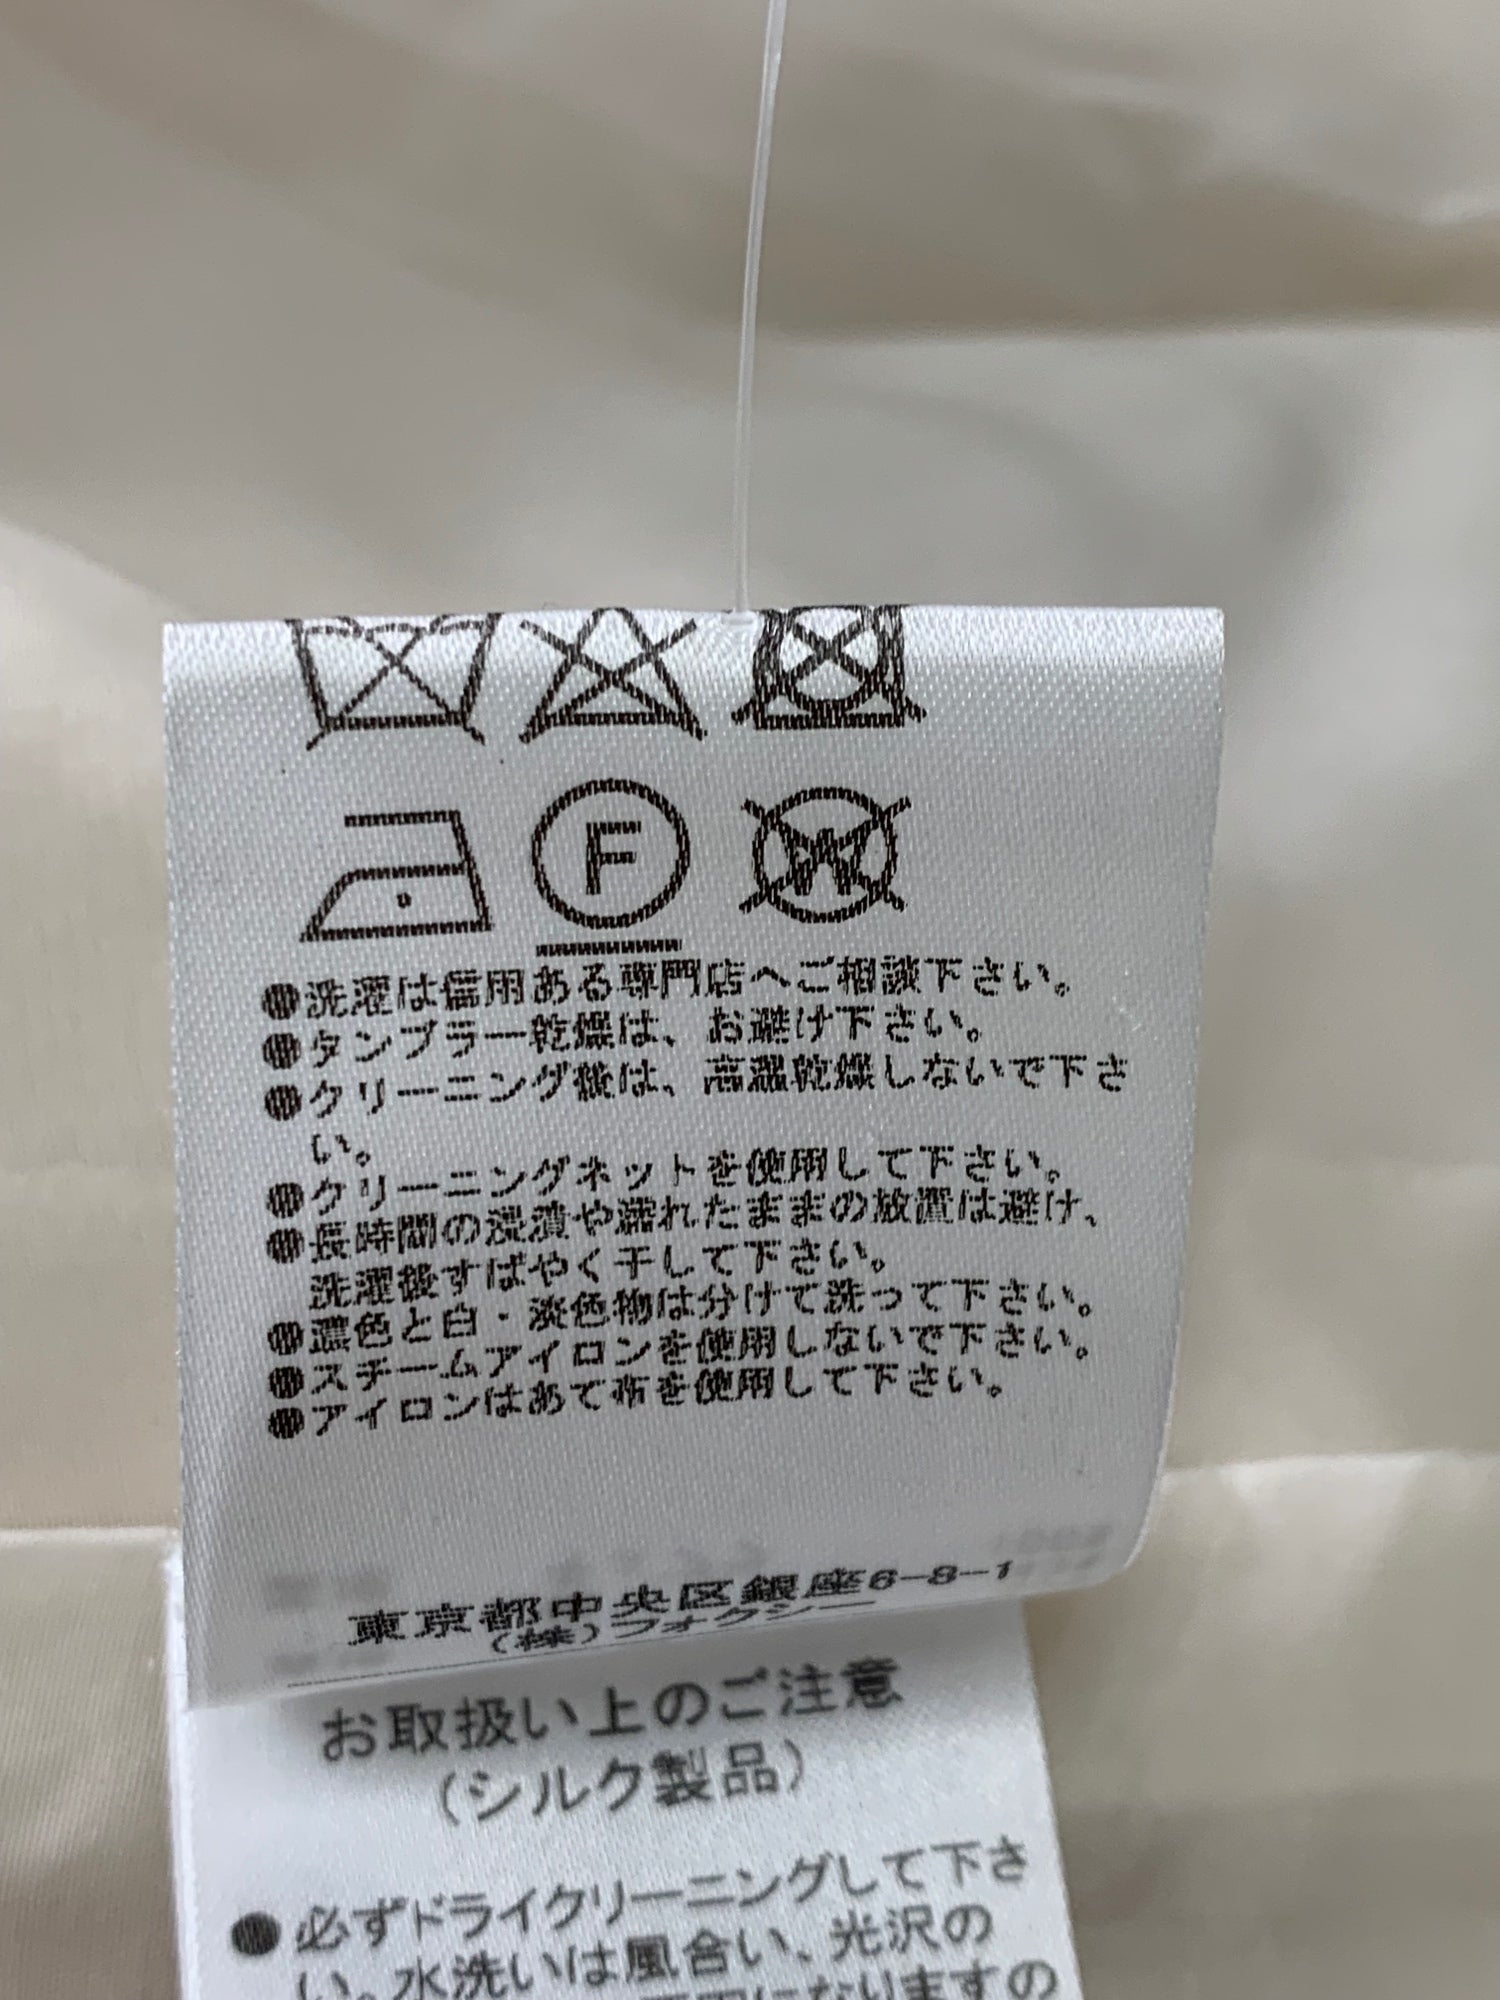 F
W
●洗濯は信用ある専門店へご相談下さい。
●タンブラー乾燥は、お避け下さい。
●クリーニング後は、高温乾燥しないで下さ
い。
●クリーニングネットを使用して下さい。
●長時間の浸漬や濡れたままの放置は避け、
洗濯後すばやく干して下さい。
●濃色と白・淡色物は分けて洗って下さい。
●スチームアイロンを使用しないで下さい。
●アイロンはあて布を使用して下さい。
東京都中央区銀座6-8-1
(株)フォクシー
お取扱い上のご注意
(シルク製品)
●必ずドライクリーニングして下さ
い。水洗いは風合い、光沢の
になりますの